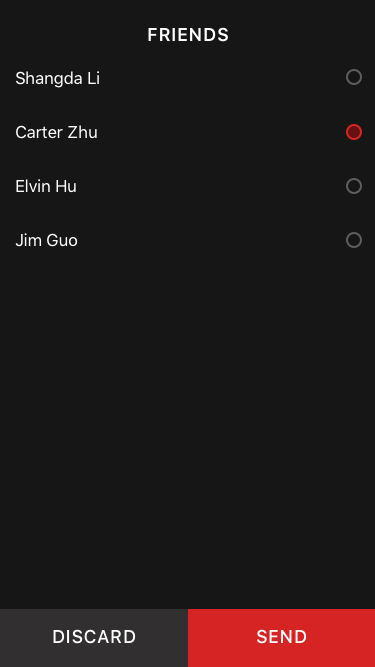 FRIENDS
Shangda Li
Carter Zhu
Elvin Hu
Jim Guo
DISCARD SEND